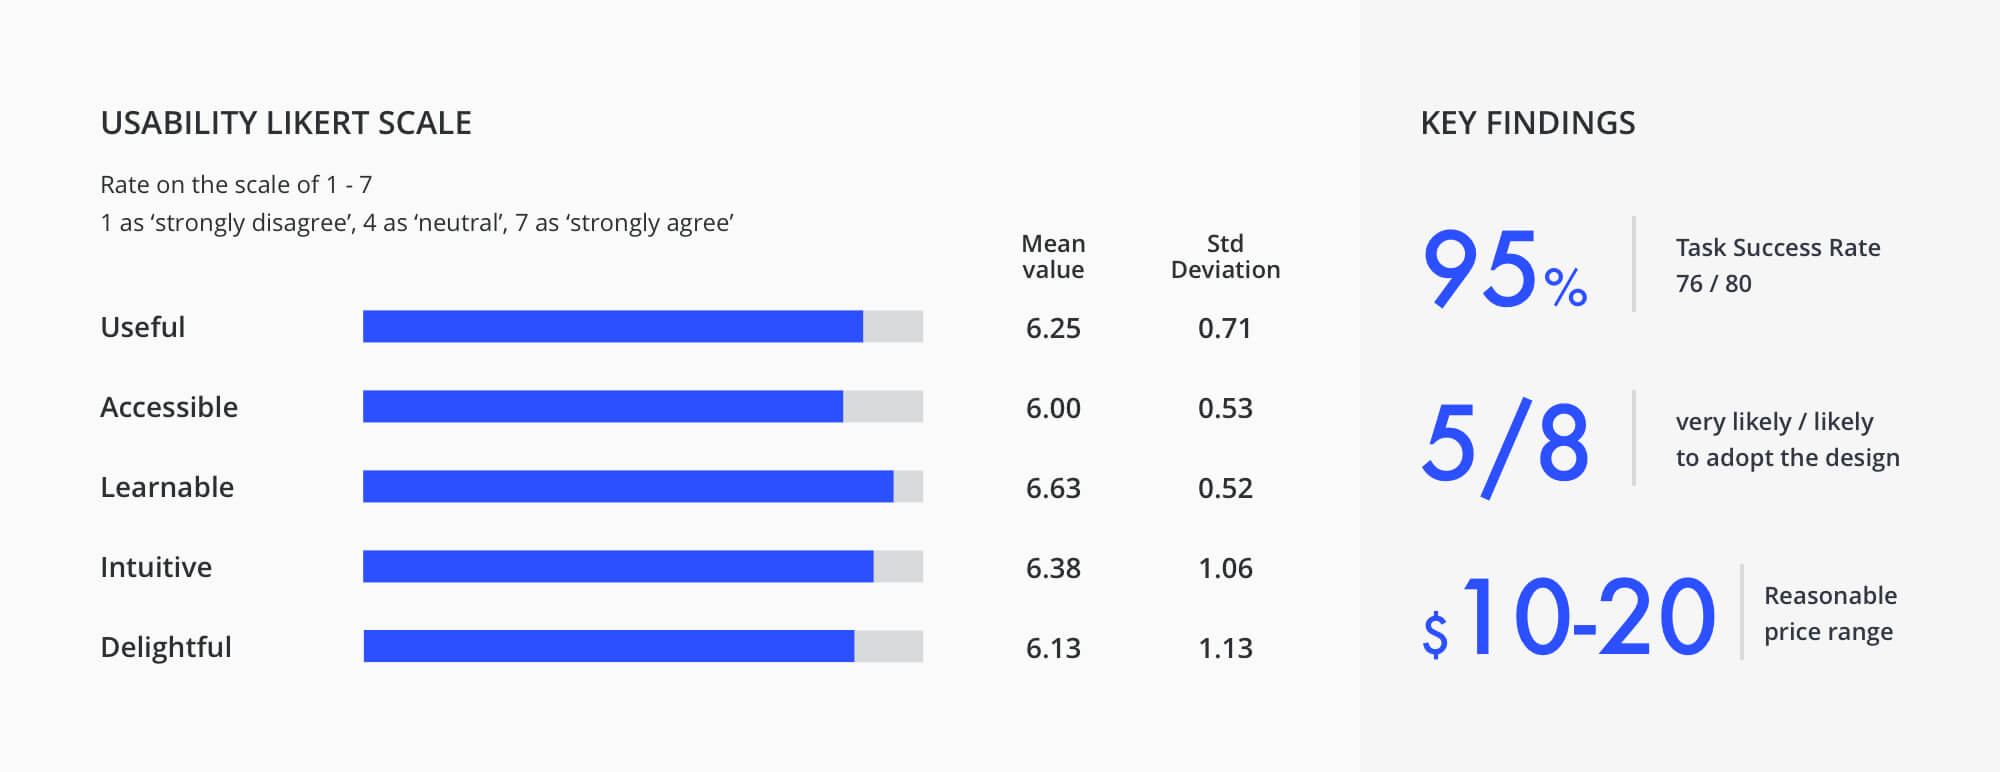 USABILITY LIKERT SCALE
Rate on the scale of 1 - 7
1 as ‘strongly disagree’, 4 as ‘neutral’, 7 as ‘strongly agree’
Mean value
Std Deviation
Useful 6.25 0.71
Accessible 6.00 0.53
Learnable 6.63 0.52
Intuitive 6.38 1.06
Delightful 6.13 1.13
KEY FINDINGS
95%
Task Success Rate
76 / 80
5/8
very likely / likely
to adopt the design
$10-20
Reasonable
price range